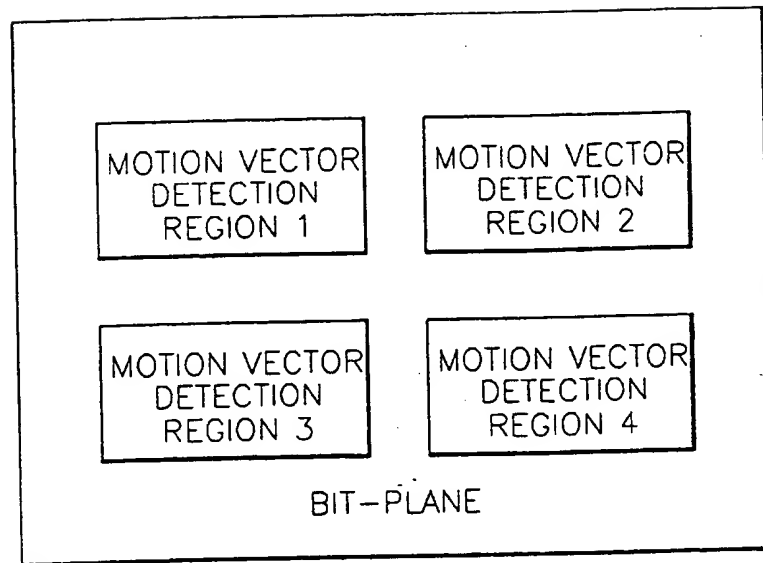 MOTION VECTOR
DETECTION
REGION 1
MOTION VECTOR
DETECTION
REGION 2
MOTION VECTOR
DETECTION
REGION 3
MOTION VECTOR
DETECTION
REGION 4
BIT-PLANE